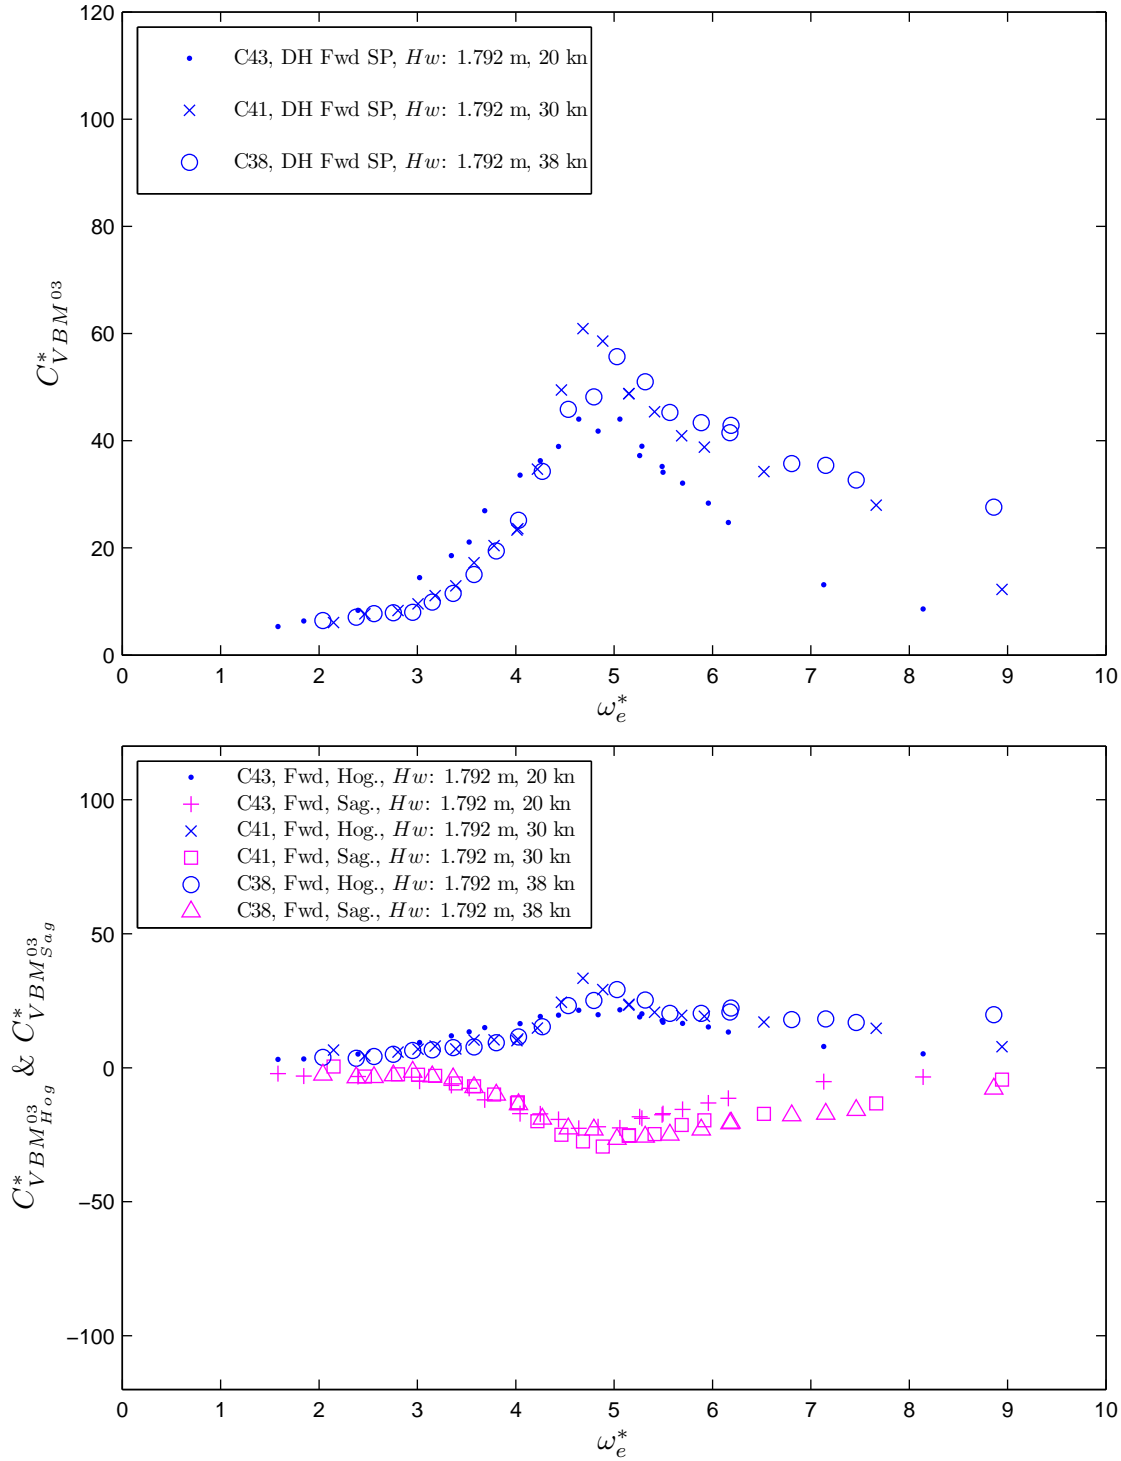 120
100
80
60
40
20
0
C*VBM03
C43, DH Fwd SP, Hw: 1.792 m, 20 kn
C41, DH Fwd SP, Hw: 1.792 m, 30 kn
C38, DH Fwd SP, Hw: 1.792 m, 38 kn
0 1 2 3 4 5 6 7 8 9 10
ω*e
100
50
0
−50
−100
C*VBM03Hog & C*VBM03Sag
C43, Fwd, Hog., Hw: 1.792 m, 20 kn
C43, Fwd, Sag., Hw: 1.792 m, 20 kn
C41, Fwd, Hog., Hw: 1.792 m, 30 kn
C41, Fwd, Sag., Hw: 1.792 m, 30 kn
C38, Fwd, Hog., Hw: 1.792 m, 38 kn
C38, Fwd, Sag., Hw: 1.792 m, 38 kn
0 1 2 3 4 5 6 7 8 9 10
ω*e